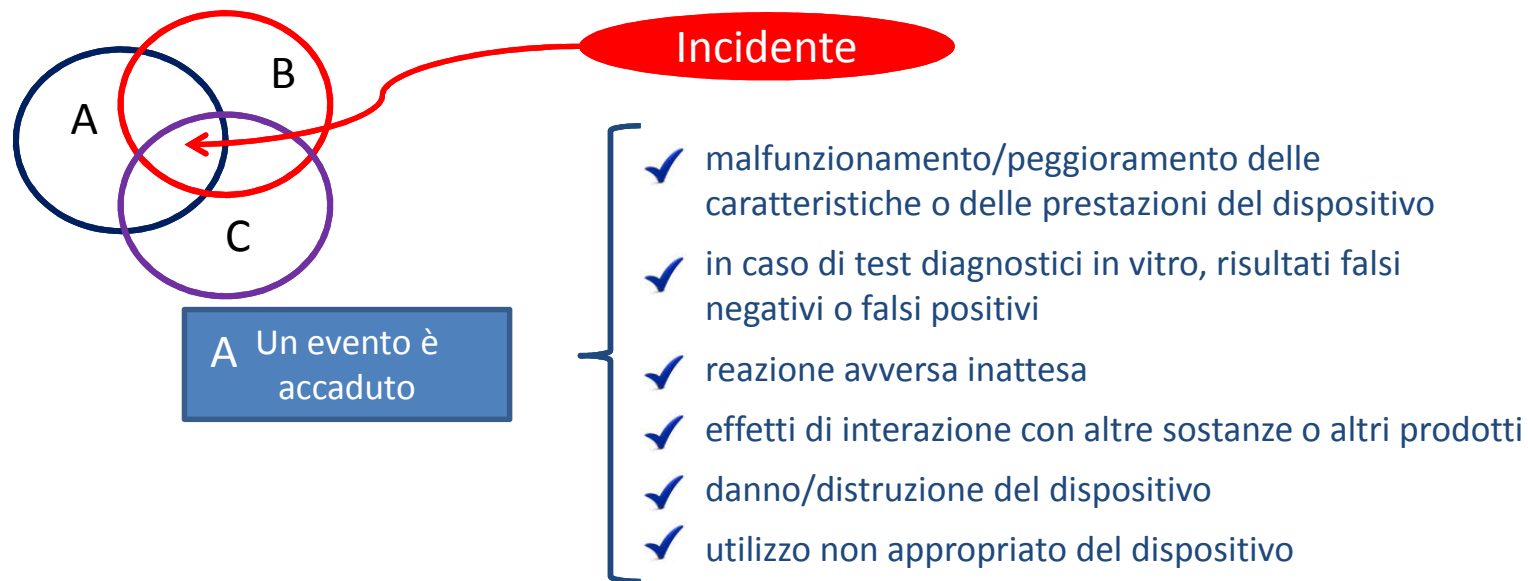 Incidente
B
A
C
A Un evento è
accaduto
malfunzionamento/peggioramento delle
caratteristiche o delle prestazioni del dispositivo
in caso di test diagnostici in vitro, risultati falsi
negativi o falsi positivi
reazione avversa inattesa
effetti di interazione con altre sostanze o altri prodotti
danno/distruzione del dispositivo
utilizzo non appropriato del dispositivo